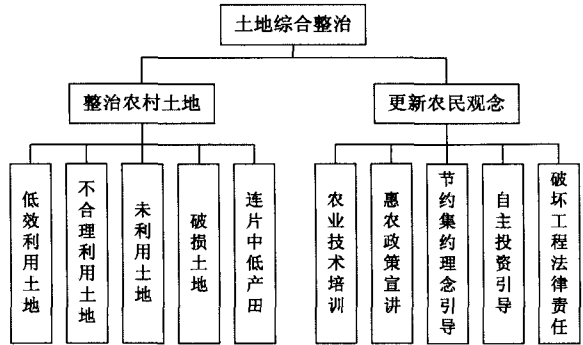 土地综合整治
整治农村土地
更新农民观念
低效利用土地
不合理利用土地
未利用土地
破损土地
连片中低产田
农业技术培训
惠农政策宣讲
节约集约理念引导
自主投资引导
破坏工程法律责任